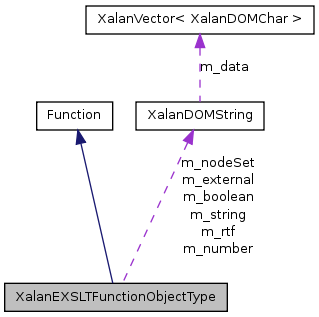 XalanVector< XalanDOMChar >
m_data
Function
XalanDOMString
m_nodeSet
m_external
m_boolean
m_string
m_rtf
m_number
XalanEXSLTFunctionObjectType